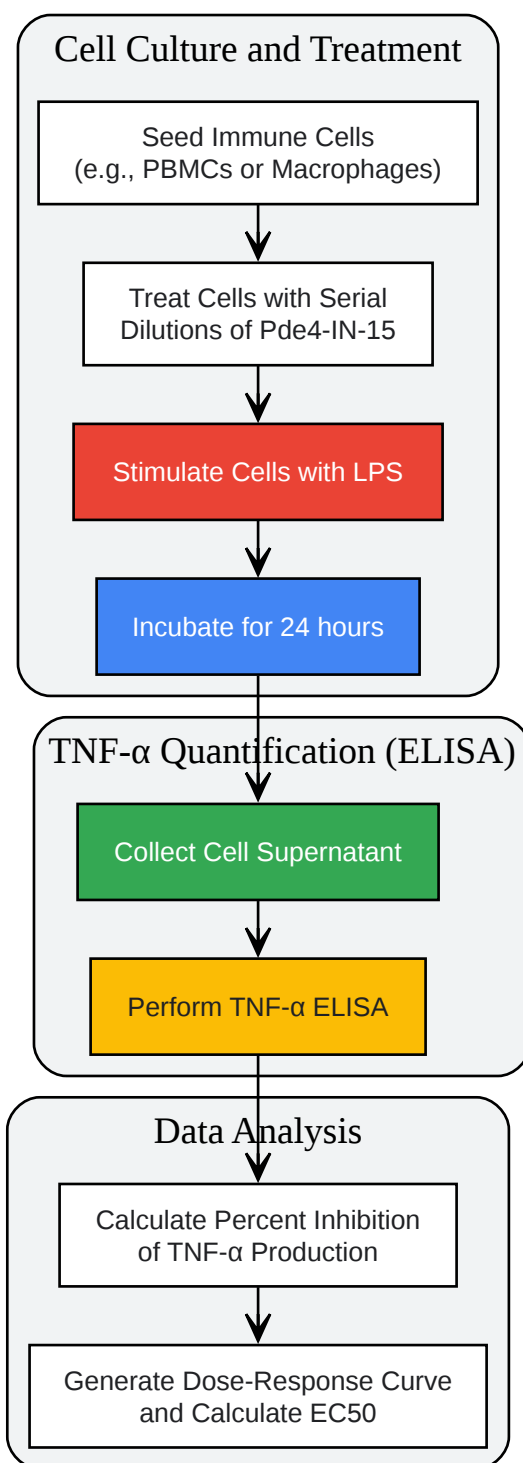 Cell Culture and Treatment
Seed Immune Cells
(e.g., PBMCs or Macrophages)
Treat Cells with Serial
Dilutions of Pde4-IN-15
Stimulate Cells with LPS
Incubate for 24 hours
TNF-α Quantification (ELISA)
Collect Cell Supernatant
Perform TNF-α ELISA
Data Analysis
Calculate Percent Inhibition
of TNF-α Production
Generate Dose-Response Curve
and Calculate EC50